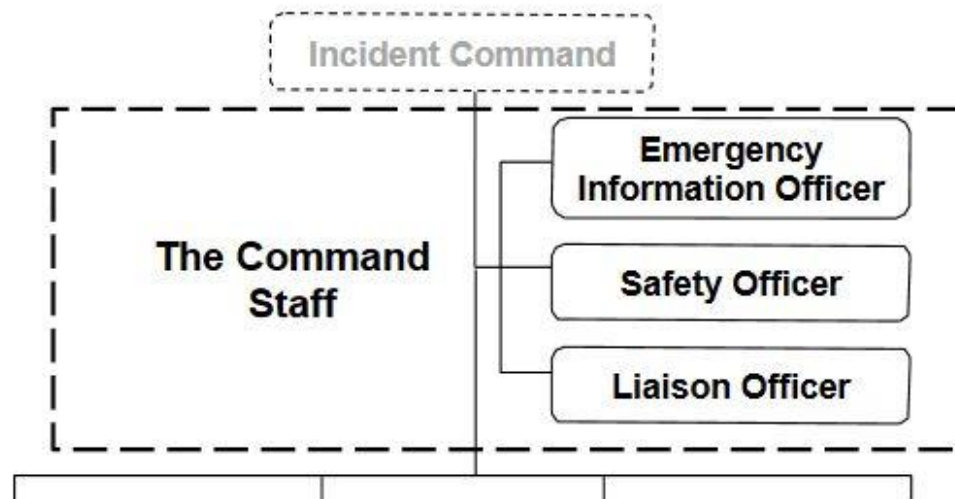 Incident Command
Emergency
Information Officer
The Command
Staff
Safety Officer
Liaison Officer